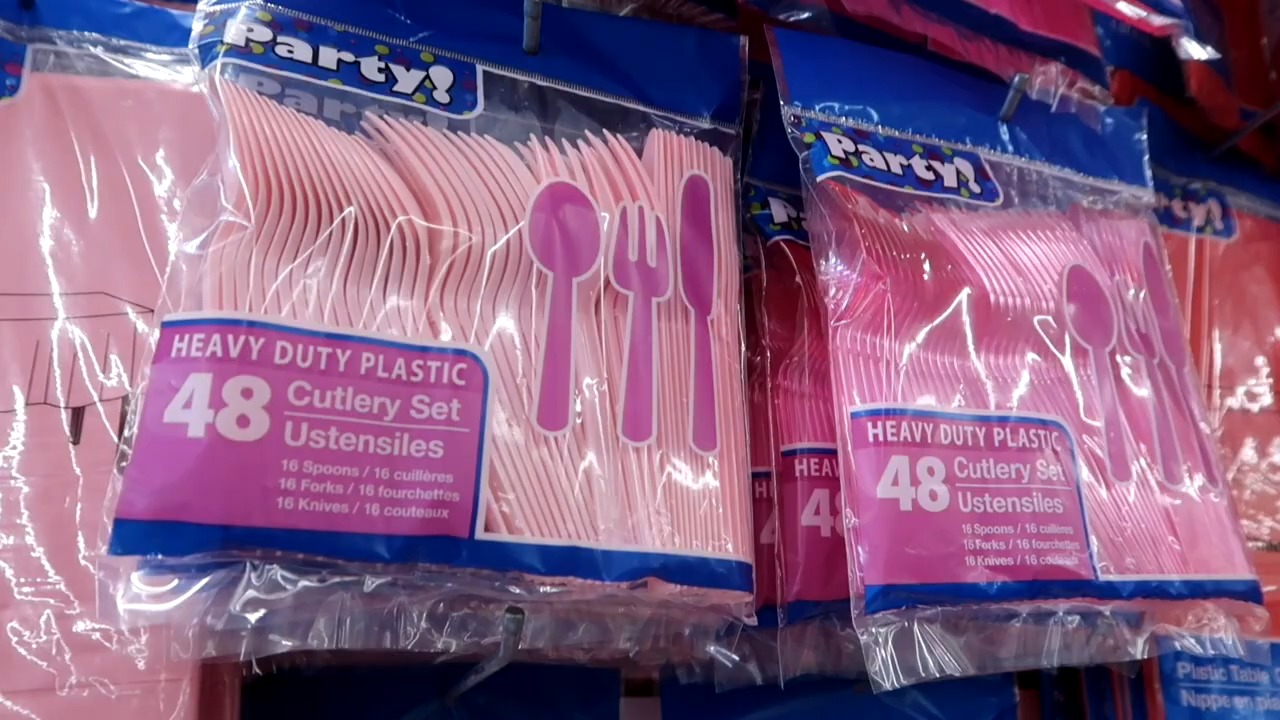 Party!
HEAVY DUTY PLASTIC
48
Cutlery Set
Ustensiles
16 Spoons / 16 cuillères
16 Forks / 16 fourchettes
16 Knives / 16 couteaux
Party!
HEAVY DUTY PLASTIC
48
Cutlery Set
Ustensiles
16 Spoons / 16 cuillères
16 Forks / 16 fourchettes
16 Knives / 16 couteaux
Plastic Table